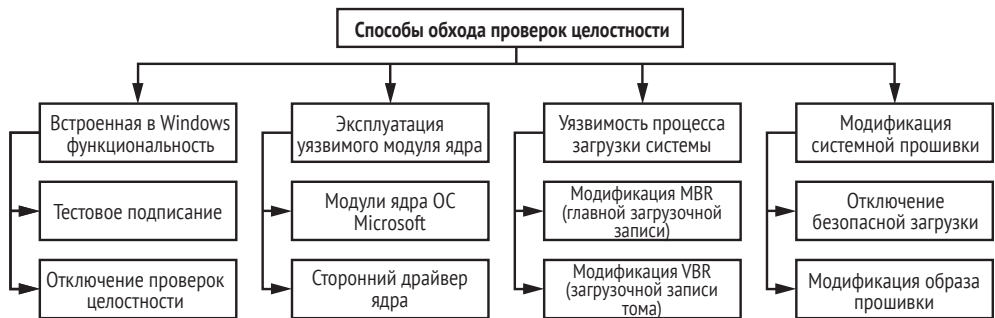 Способы обхода проверок целостности
Встроенная в Windows
функциональность
Тестовое подписание
Отключение проверок
целостности
Эксплуатация
уязвимого модуля ядра
Модули ядра ОС
Microsoft
Сторонний драйвер
ядра
Уязвимость процесса
загрузки системы
Модификация MBR
(главной загрузочной
записи)
Модификация VBR
(загрузочной записи
тома)
Модификация
системной прошивки
Отключение
безопасной загрузки
Модификация образа
прошивки